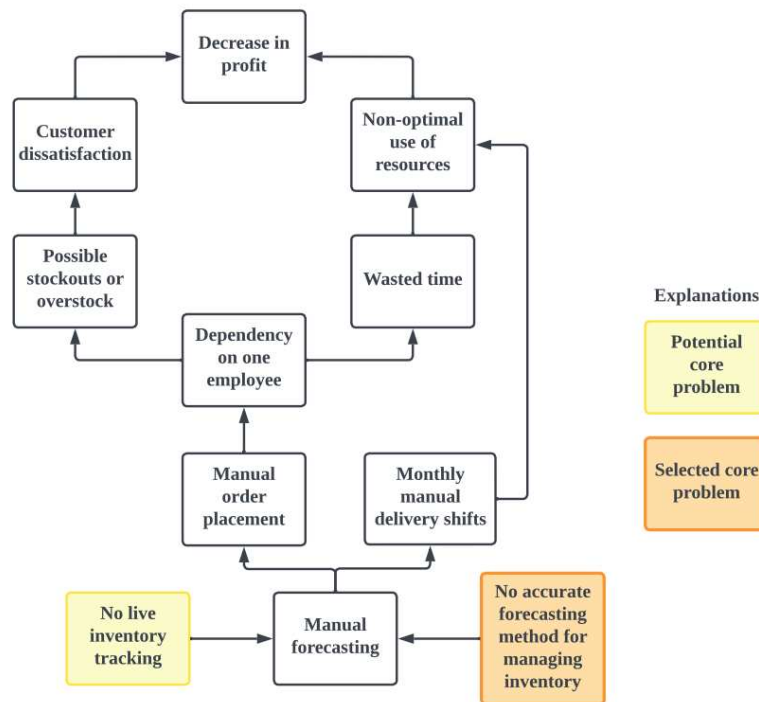 Decrease in
profit
Customer
dissatisfaction
Non-optimal
use of
resources
Possible
stockouts or
overstock
Wasted time
Dependency
on one
employee
Manual
order
placement
Monthly
manual
delivery shifts
No live
inventory
tracking
Manual
forecasting
No accurate
forecasting
method for
managing
inventory
Explanations
Potential
core
problem
Selected core
problem